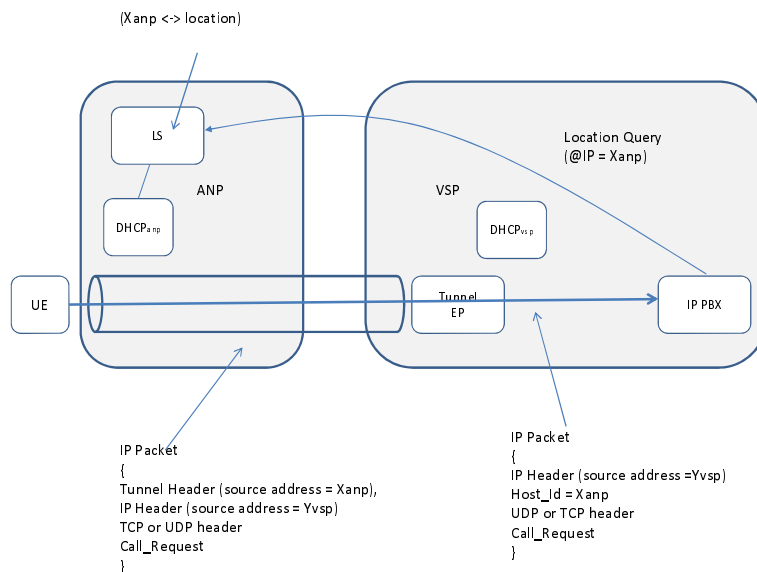 (Xanp <-> location)
LS
Location Query
(@IP = Xanp)
ANP
VSP
DHCPanp
DHCPvsp
UE
Tunnel
EP
IP PBX
IP Packet
{
Tunnel Header (source address = Xanp),
IP Header (source address = Yvsp)
TCP or UDP header
Call_Request
}
IP Packet
{
IP Header (source address =Yvsp)
Host_Id = Xanp
UDP or TCP header
Call_Request
}